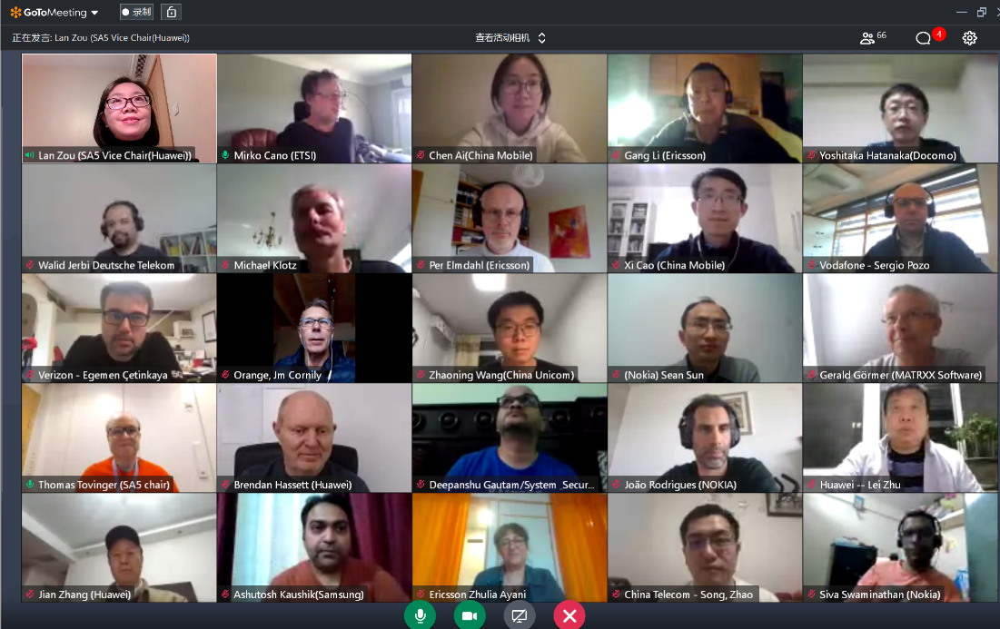 GoToMeeting
录制
正在发言: Lan Zou (SA5 Vice Chair(Huawei))
查看活动相机
66
4
Lan Zou (SA5 Vice Chair(Huawei))
Mirko Cano (ETSI)
Chen Ai(China Mobile)
Gang Li (Ericsson)
Yoshitaka Hatanaka(Docomo)
Walid Jerbi Deutsche Telekom
Michael Klotz
Per Elmdahl (Ericsson)
Xi Cao (China Mobile)
Vodafone - Sergio Pozo
Verizon - Egemen Çetinkaya
Orange, Jm Cornily
Zhaoning Wang(China Unicom)
(Nokia) Sean Sun
Gerald Görmer (MATRXX Software)
Thomas Tovinger (SA5 chair)
Brendan Hassett (Huawei)
Deepanshu Gautam/System_Secur...
João Rodrigues (NOKIA)
Huawei -- Lei Zhu
Jian Zhang (Huawei)
Ashutosh Kaushik(Samsung)
Ericsson Zhulia Ayani
China Telecom - Song, Zhao
Siva Swaminathan (Nokia)